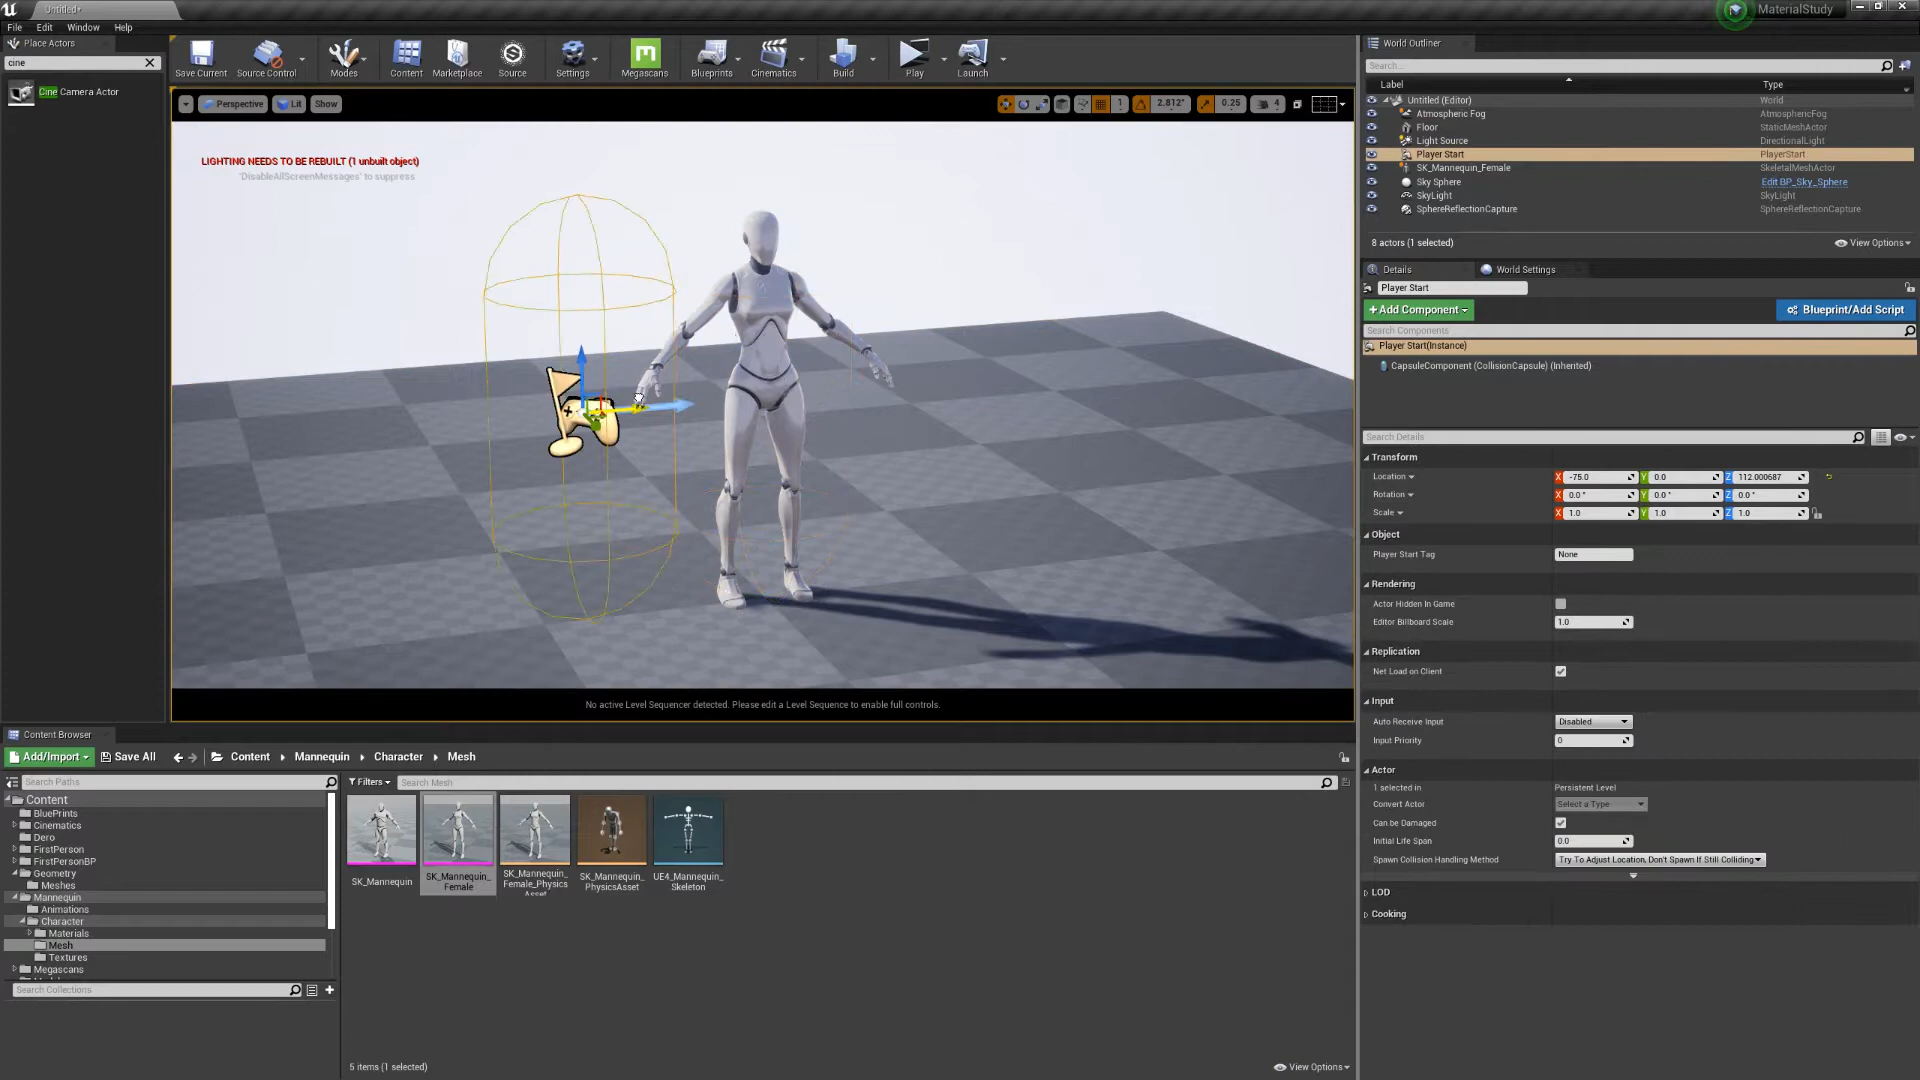 Untitled*
MaterialStudy
File Edit Window Help
Place Actors
cine
Cine Camera Actor
Save Current
Source Control
Modes
Content
Marketplace
Source
Settings
Megascans
Blueprints
Cinematics
Build
Play
Launch
Perspective
Lit
Show
1
2.812°
0.25
4
LIGHTING NEEDS TO BE REBUILT (1 unbuilt object)
'DisableAllScreenMessages' to suppress
No active Level Sequencer detected. Please edit a Level Sequence to enable full controls.
World Outliner
Search...
Label Type
Untitled (Editor) World
Atmospheric Fog AtmosphericFog
Floor StaticMeshActor
Light Source DirectionalLight
Player Start PlayerStart
SK_Mannequin_Female SkeletalMeshActor
Sky Sphere Edit BP_Sky_Sphere
SkyLight SkyLight
SphereReflectionCapture SphereReflectionCapture
8 actors (1 selected)
View Options
Details
World Settings
Player Start
+Add Component
Blueprint/Add Script
Search Components
Player Start(Instance)
CapsuleComponent (CollisionCapsule) (Inherited)
Search Details
Transform
Location X -75.0 Y 0.0 Z 112.000687
Rotation X 0.0 ° Y 0.0 ° Z 0.0 °
Scale X 1.0 Y 1.0 Z 1.0
Object
Player Start Tag None
Rendering
Actor Hidden In Game
Editor Billboard Scale 1.0
Replication
Net Load on Client
Input
Auto Receive Input Disabled
Input Priority 0
Actor
1 selected in Persistent Level
Convert Actor Select a Type
Can be Damaged
Initial Life Span 0.0
Spawn Collision Handling Method Try To Adjust Location, Don't Spawn If Still Colliding
LOD
Cooking
Content Browser
Add/Import
Save All
Content Mannequin Character Mesh
Search Paths
Filters
Search Mesh
Content
BluePrints
Cinematics
Dero
FirstPerson
FirstPersonBP
Geometry
Meshes
Mannequin
Animations
Character
Materials
Mesh
Textures
Megascans
Search Collections
SK_Mannequin
SK_Mannequin_
Female
SK_Mannequin_
Female_Physics
Asset
SK_Mannequin_
PhysicsAsset
UE4_Mannequin_
Skeleton
5 items (1 selected)
View Options